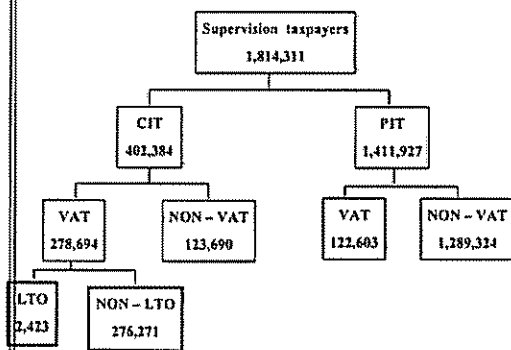 Supervision taxpayers
1,814,311
CIT
402,384
PIT
1,411,927
VAT
278,694
NON – VAT
123,690
VAT
122,603
NON – VAT
1,289,324
LTO
2,423
NON – LTO
276,271